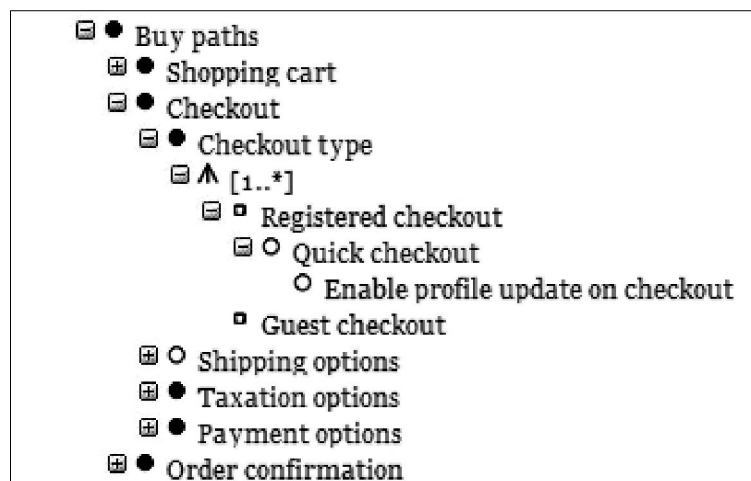 Buy paths
Shopping cart
Checkout
Checkout type
[1..*]
Registered checkout
Quick checkout
Enable profile update on checkout
Guest checkout
Shipping options
Taxation options
Payment options
Order confirmation